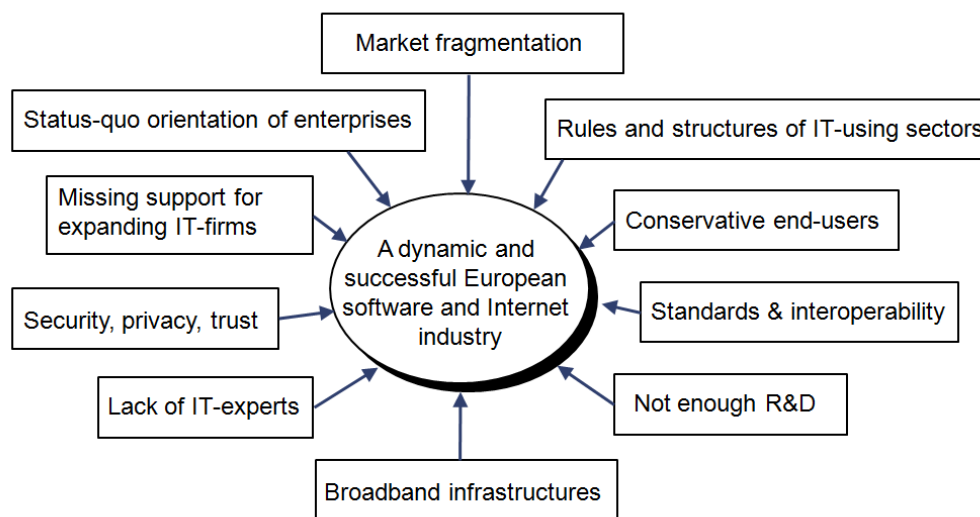 Market fragmentation
Status-quo orientation of enterprises
Rules and structures of IT-using sectors
Missing support for
expanding IT-firms
Conservative end-users
A dynamic and
successful European
software and Internet
industry
Security, privacy, trust
Standards & interoperability
Lack of IT-experts
Not enough R&D
Broadband infrastructures